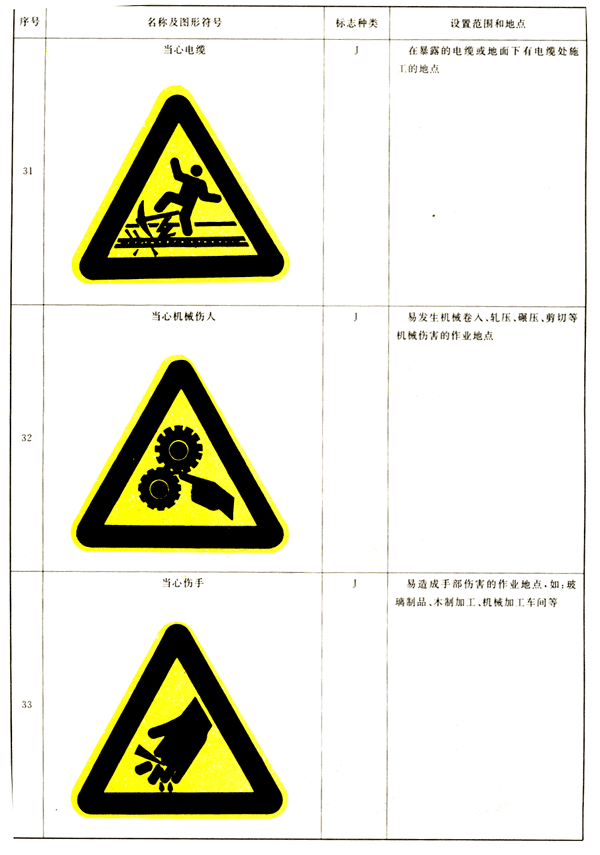 序号 名称及图形符号 标志种类 设置范围和地点
31 当心电缆 J 在暴露的电缆或地面下有电缆处施
工的地点
32 当心机械伤人 J 易发生机械卷入、轧压、碾压、剪切等
机械伤害的作业地点
33 当心伤手 J 易造成手部伤害的作业地点,如:玻
璃制品、木制加工、机械加工车间等